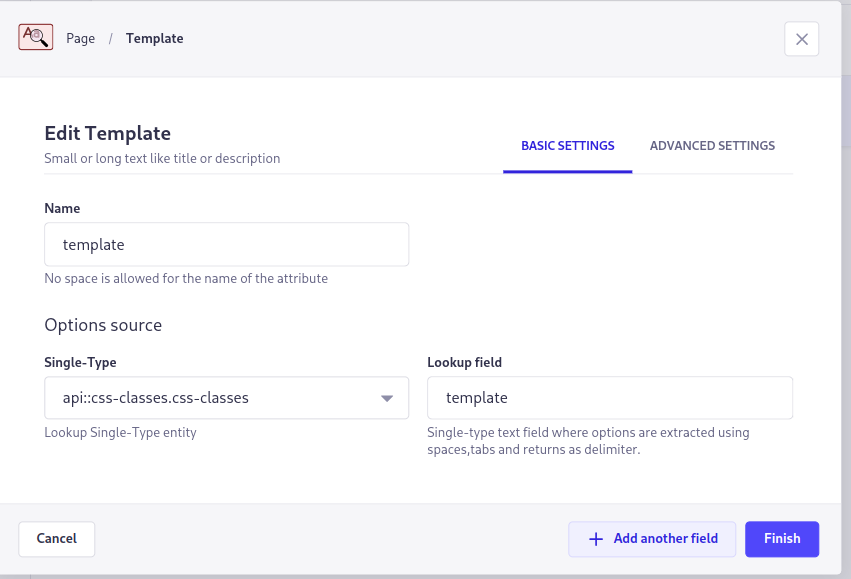 Page / Template
Edit Template
Small or long text like title or description
BASIC SETTINGS
ADVANCED SETTINGS
Name
template
No space is allowed for the name of the attribute
Options source
Single-Type
api::css-classes.css-classes
Lookup Single-Type entity
Lookup field
template
Single-type text field where options are extracted using
spaces,tabs and returns as delimiter.
Cancel
Add another field
Finish